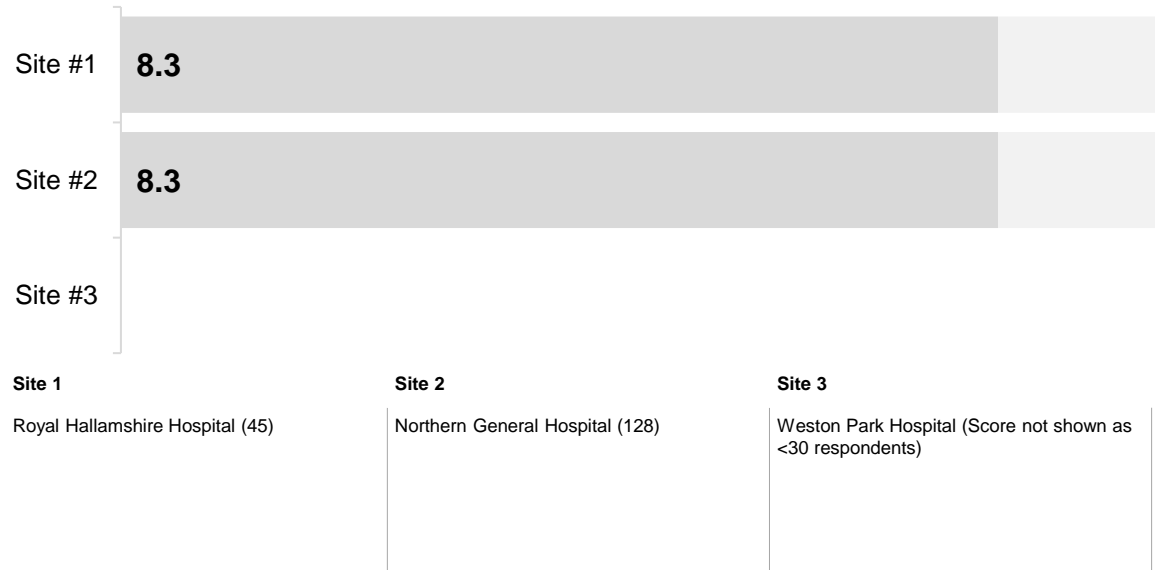 Site #1
8.3
Site #2
8.3
Site #3
Site 1
Site 2
Site 3
Royal Hallamshire Hospital (45)
Northern General Hospital (128)
Weston Park Hospital (Score not shown as
<30 respondents)